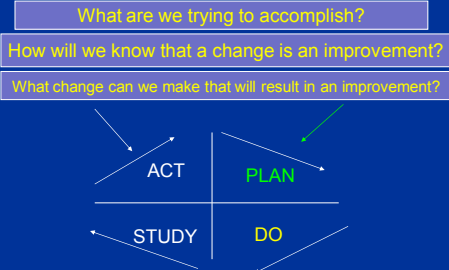 What are we trying to accomplish?
How will we know that a change is an improvement?
What change can we make that will result in an improvement?
ACT PLAN
STUDY DO